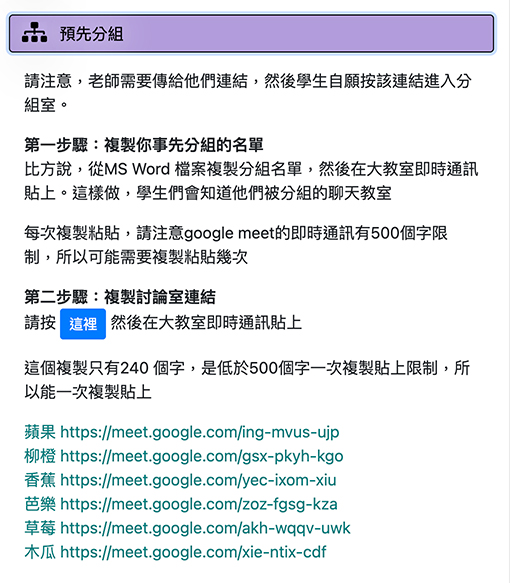 預先分組
請注意，老師需要傳給他們連結，然後學生自願按該連結進入分
組室。
第一步驟：複製你事先分組的名單
比方說，從MS Word 檔案複製分組名單，然後在大教室即時通訊
貼上。這樣做，學生們會知道他們被分組的聊天教室
每次複製粘貼，請注意google meet的即時通訊有500個字限
制，所以可能需要複製粘貼幾次
第二步驟：複製討論室連結
請按 這裡 然後在大教室即時通訊貼上
這個複製只有240 個字，是低於500個字一次複製貼上限制，所
以能一次複製貼上
蘋果 https://meet.google.com/ing-mvus-ujp
柳橙 https://meet.google.com/gsx-pkyh-kgo
香蕉 https://meet.google.com/yec-ixom-xiu
芭樂 https://meet.google.com/zoz-fgsg-kza
草莓 https://meet.google.com/akh-wqqv-uwk
木瓜 https://meet.google.com/xie-ntix-cdf